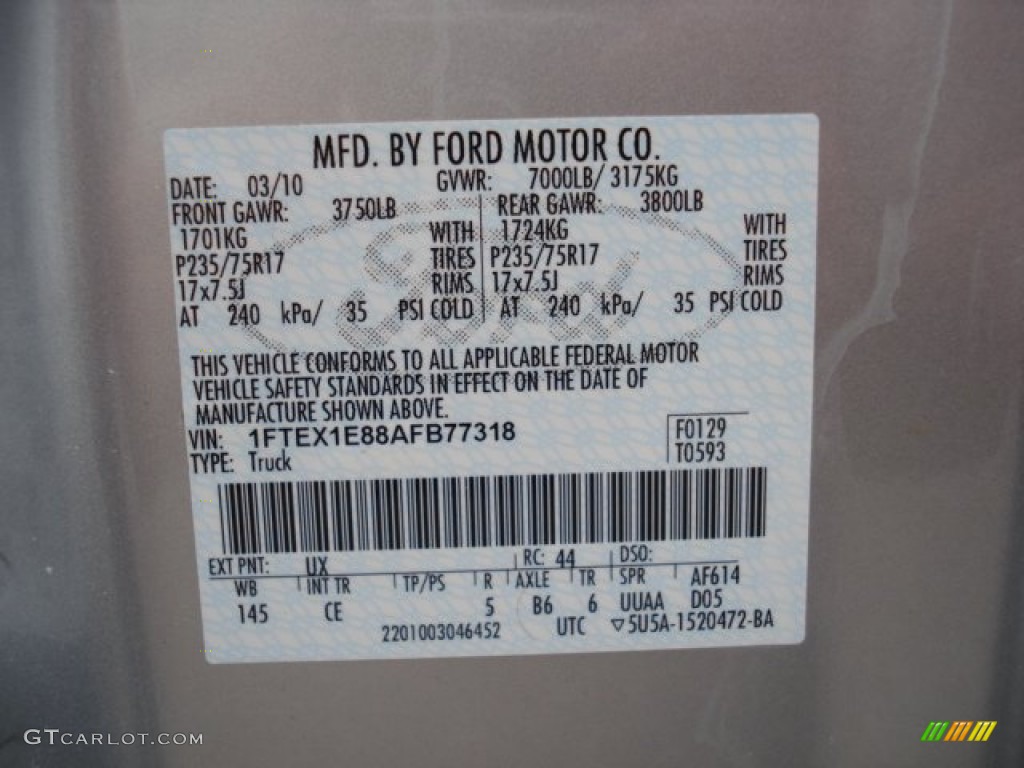 MFD. BY FORD MOTOR CO.
DATE: 03/10 GVWR: 7000LB/ 3175KG
FRONT GAWR: 3750LB REAR GAWR: 3800LB
1701KG WITH 1724KG WITH
P235/75R17 TIRES P235/75R17 TIRES
17x7.5J RIMS 17x7.5J RIMS
AT 240 kPa/ 35 PSI COLD AT 240 kPa/ 35 PSI COLD
Ford
THIS VEHICLE CONFORMS TO ALL APPLICABLE FEDERAL MOTOR
VEHICLE SAFETY STANDARDS IN EFFECT ON THE DATE OF
MANUFACTURE SHOWN ABOVE.
VIN: 1FTEX1E88AFB77318 F0129
TYPE: Truck T0593
EXT PNT: UX RC: 44 DSO:
WB INT TR TP/PS R AXLE TR SPR AF614
145 CE 5 B6 6 UUAA D05
2201003046452 UTC ▽5U5A-1520472-BA
GTCARLOT.COM